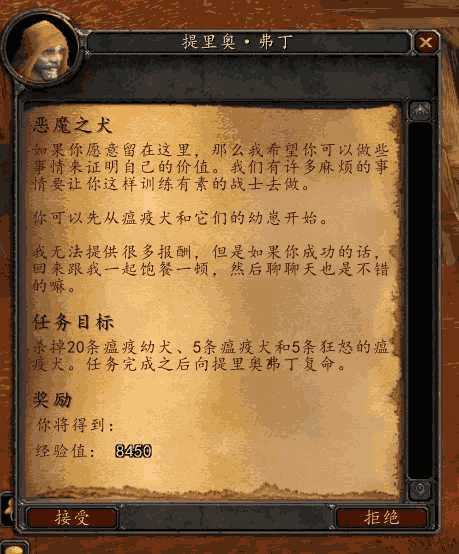 提里奥·弗丁
恶魔之犬
如果你愿意留在这里，那么我希望你可以做些
事情来证明自己的价值。我们有许多麻烦的事
情要让你这样训练有素的战士去做。
你可以先从瘟疫犬和它们的幼崽开始。
我无法提供很多报酬，但是如果你成功的话，
回来跟我一起饱餐一顿，然后聊聊天也是不错
的嘛。
任务目标
杀掉20条瘟疫幼犬、5条瘟疫犬和5条狂怒的瘟
疫犬。任务完成之后向提里奥弗丁复命。
奖励
你将得到：
经验值： 8450
接受
拒绝